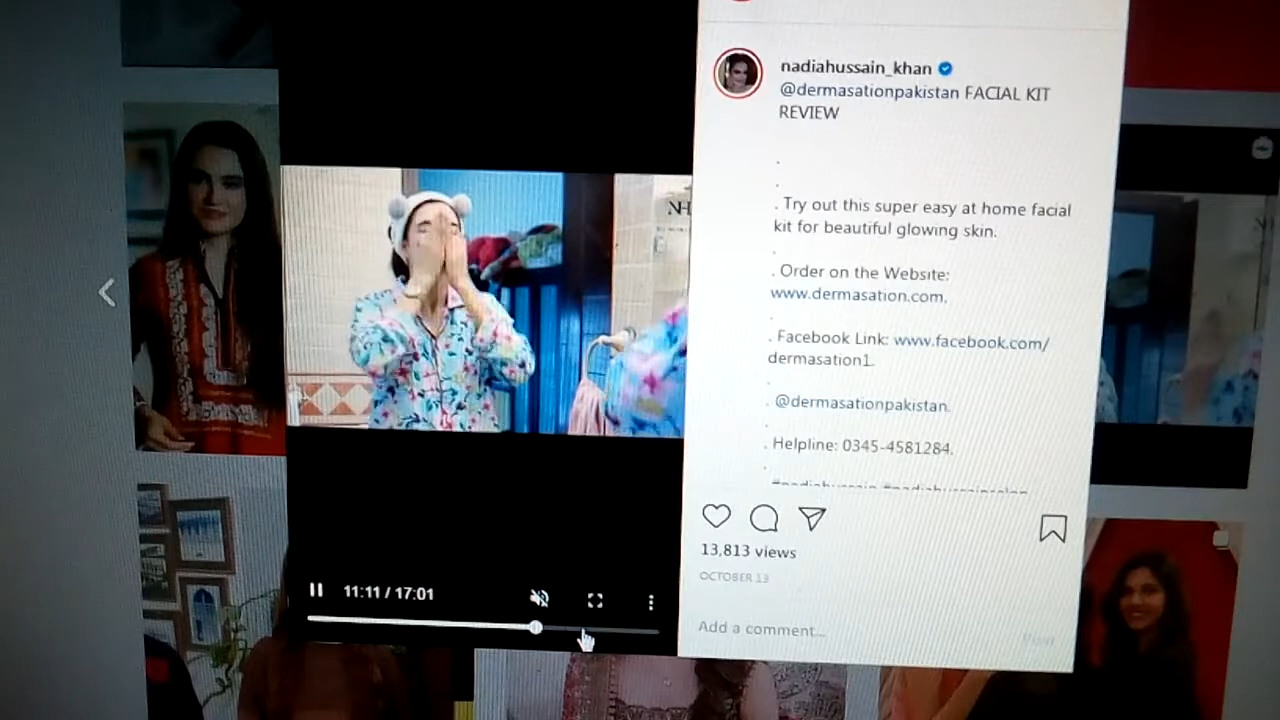 nadiahussain_khan
@dermasationpakistan FACIAL KIT
REVIEW
.
.
. Try out this super easy at home facial
kit for beautiful glowing skin.
.
. Order on the Website:
www.dermasation.com.
.
. Facebook Link: www.facebook.com/
dermasation1.
.
. @dermasationpakistan.
.
. Helpline: 0345-4581284.
.
NH
13,813 views
OCTOBER 13
11:11 / 17:01
Add a comment...
Post